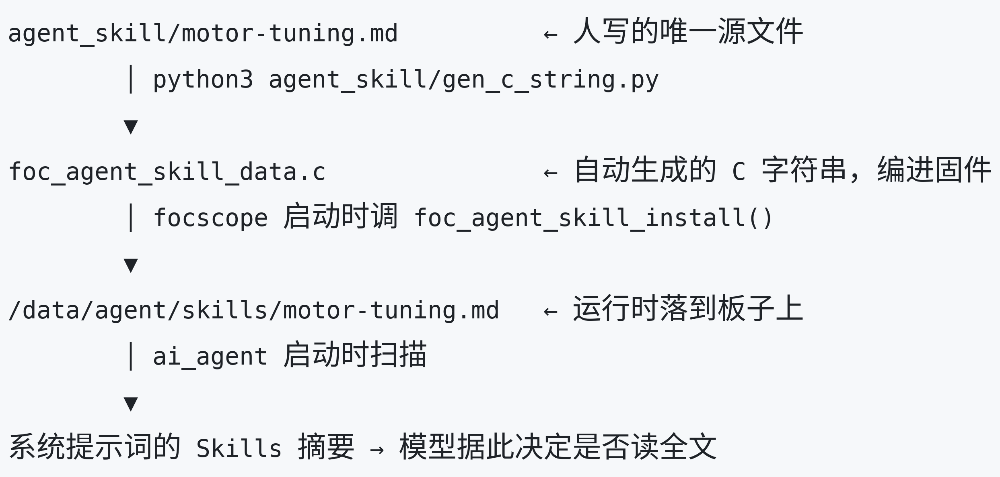 agent_skill/motor-tuning.md ← 人写的唯一源文件
│ python3 agent_skill/gen_c_string.py
▼
foc_agent_skill_data.c ← 自动生成的 C 字符串，编进固件
│ focscope 启动时调 foc_agent_skill_install()
▼
/data/agent/skills/motor-tuning.md ← 运行时落到板子上
│ ai_agent 启动时扫描
▼
系统提示词的 Skills 摘要 → 模型据此决定是否读全文